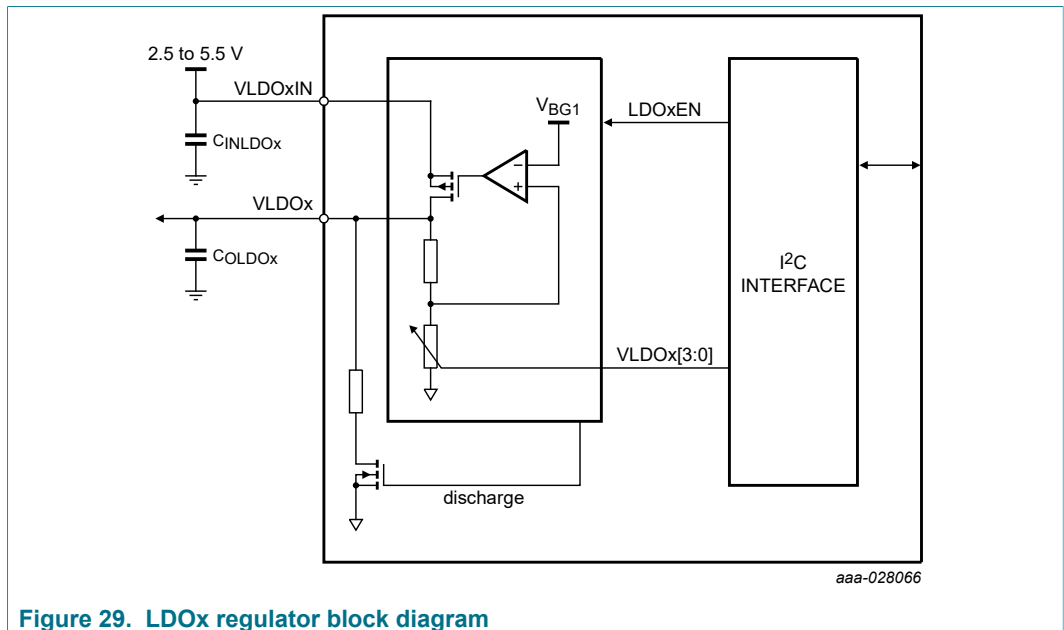 2.5 to 5.5 V
VLDOxIN
CINLDOx
VBG1
LDOxEN
−
+
VLDOx
COLDOx
I2C
INTERFACE
VLDOx[3:0]
discharge
aaa-028066
Figure 29. LDOx regulator block diagram